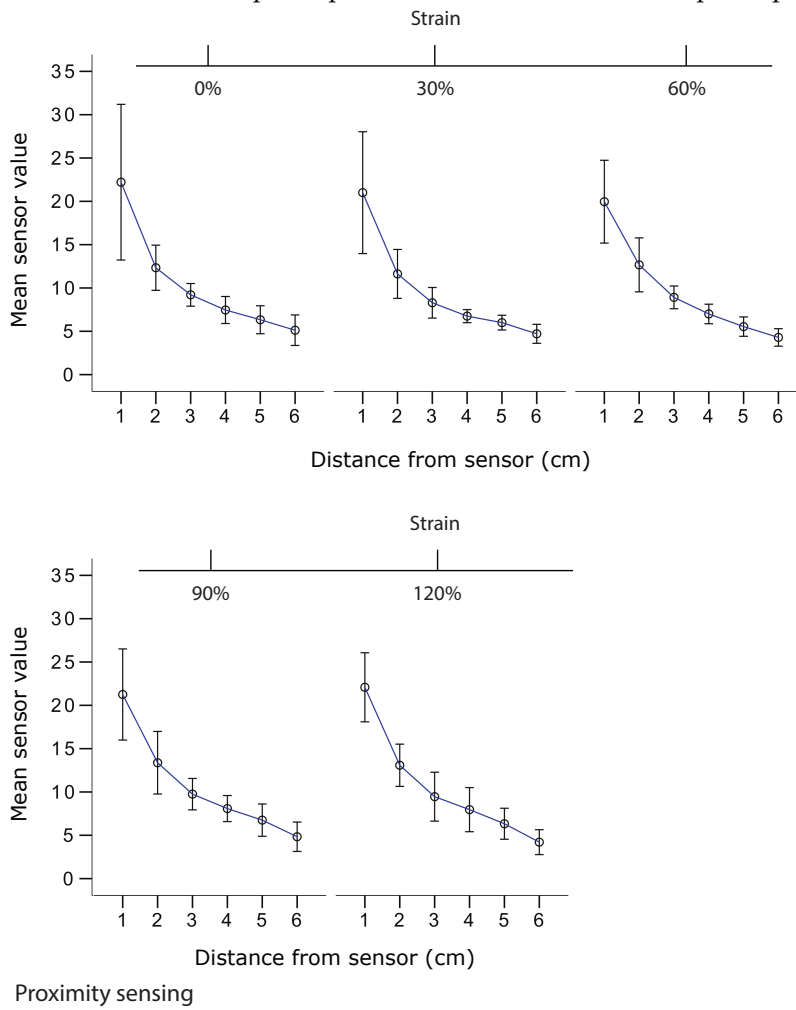 Strain
0% 30% 60%
Mean sensor value
35
30
25
20
15
10
5
0
1 2 3 4 5 6 1 2 3 4 5 6 1 2 3 4 5 6
Distance from sensor (cm)
Strain
90% 120%
Mean sensor value
35
30
25
20
15
10
5
0
1 2 3 4 5 6 1 2 3 4 5 6
Distance from sensor (cm)
Proximity sensing